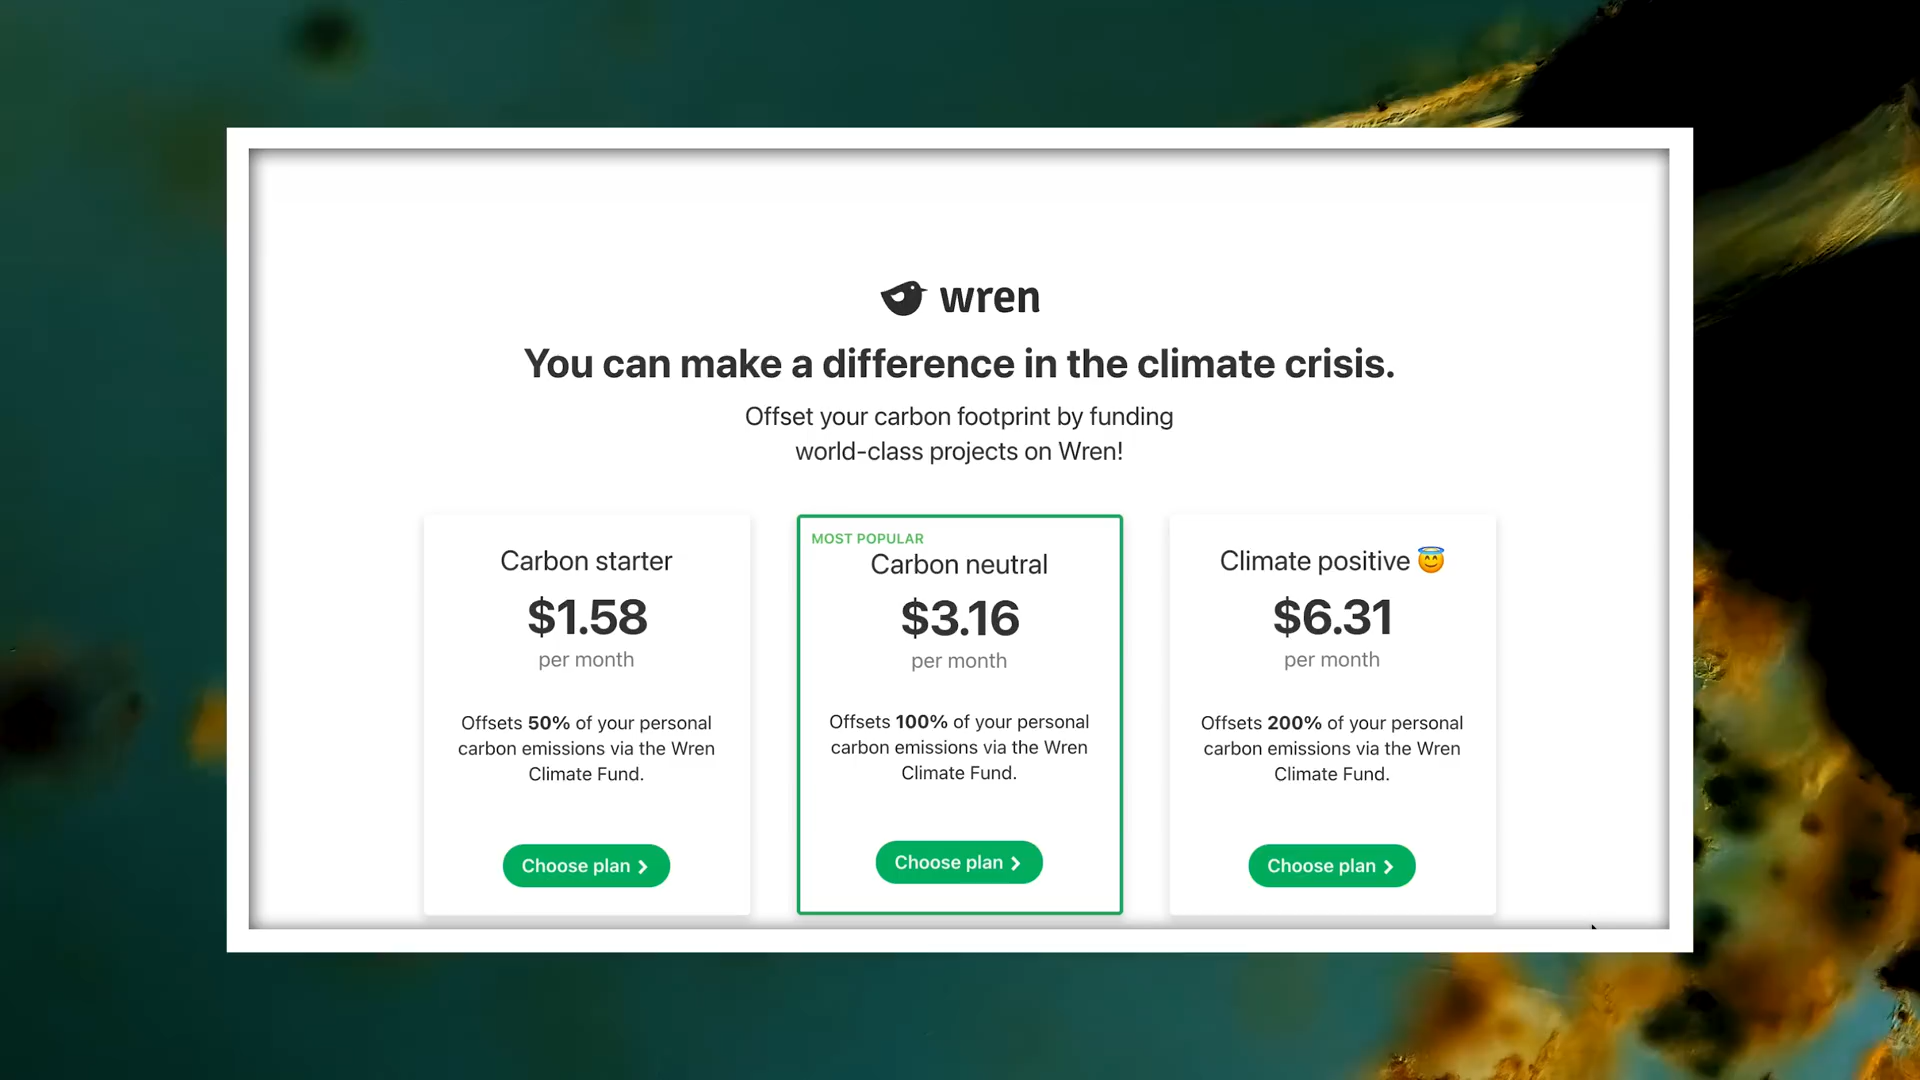 wren
You can make a difference in the climate crisis.
Offset your carbon footprint by funding
world-class projects on Wren!
Carbon starter
$1.58
per month
Offsets 50% of your personal
carbon emissions via the Wren
Climate Fund.
Choose plan
MOST POPULAR
Carbon neutral
$3.16
per month
Offsets 100% of your personal
carbon emissions via the Wren
Climate Fund.
Choose plan
Climate positive 😇
$6.31
per month
Offsets 200% of your personal
carbon emissions via the Wren
Climate Fund.
Choose plan